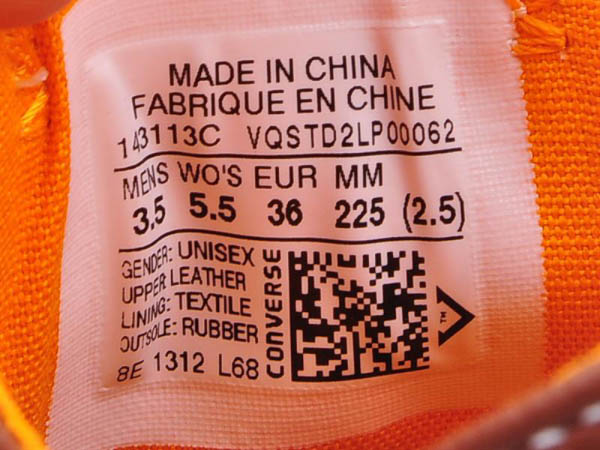 MADE IN CHINA
FABRIQUE EN CHINE
143113C VQSTD2LP00062
MENS WO'S EUR MM
3.5 5.5 36 225 (2.5)
GENDER: UNISEX
UPPER LEATHER
LINING: TEXTILE
OUTSOLE: RUBBER
8E 1312 L68
CONVERSE
TM